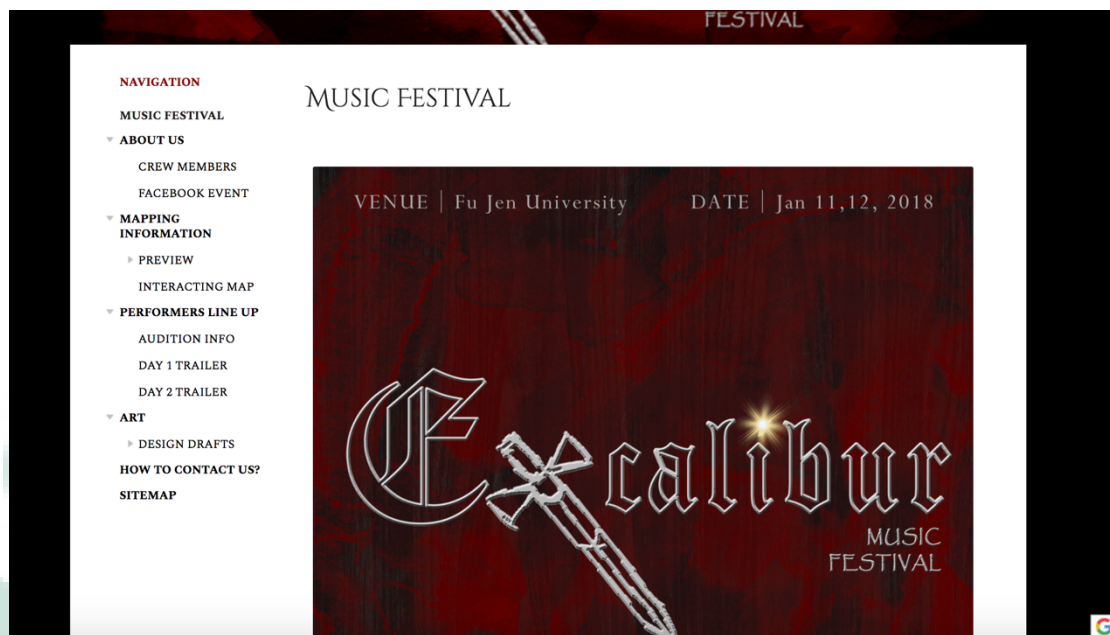 FESTIVAL
NAVIGATION
MUSIC FESTIVAL
ABOUT US
CREW MEMBERS
FACEBOOK EVENT
MAPPING
INFORMATION
PREVIEW
INTERACTING MAP
PERFORMERS LINE UP
AUDITION INFO
DAY 1 TRAILER
DAY 2 TRAILER
ART
DESIGN DRAFTS
HOW TO CONTACT US?
SITEMAP
MUSIC FESTIVAL
VENUE | Fu Jen University DATE | Jan 11,12, 2018
Excalibur
MUSIC
FESTIVAL
G